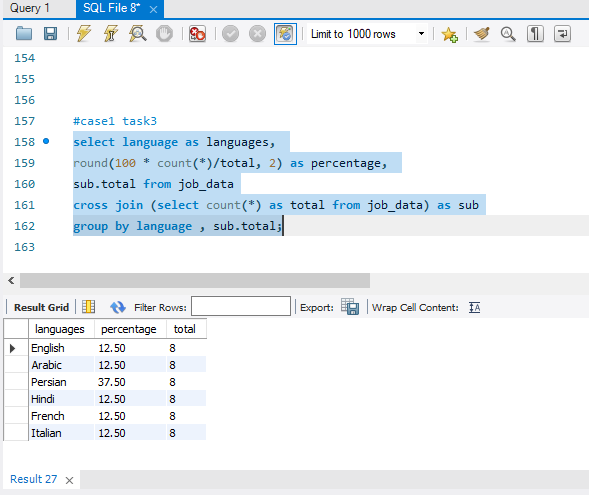 Query 1
SQL File 8*
Limit to 1000 rows
154
155
156
157 #case1 task3
158 select language as languages,
159 round(100 * count(*)/total, 2) as percentage,
160 sub.total from job_data
161 cross join (select count(*) as total from job_data) as sub
162 group by language , sub.total;
163
Result Grid Filter Rows: Export: Wrap Cell Content:
languages percentage total
English 12.50 8
Arabic 12.50 8
Persian 37.50 8
Hindi 12.50 8
French 12.50 8
Italian 12.50 8
Result 27